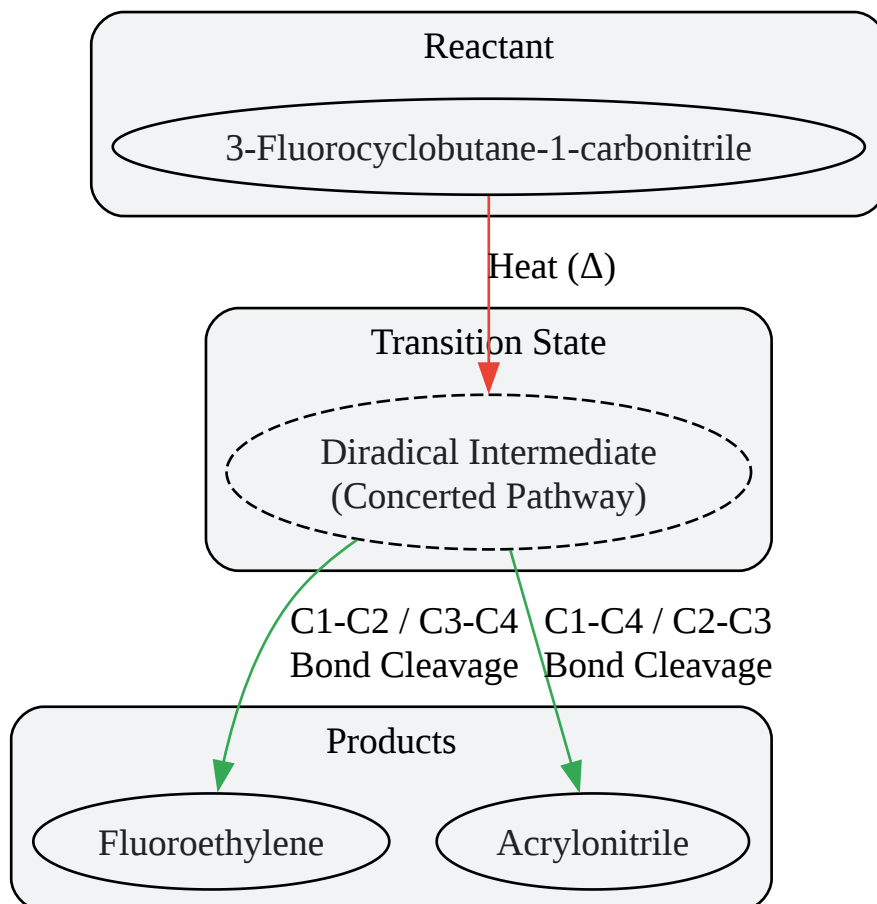 Reactant
3-Fluorocyclobutane-1-carbonitrile
Heat (Δ)
Transition State
Diradical Intermediate
(Concerted Pathway)
C1-C2 / C3-C4
Bond Cleavage
C1-C4 / C2-C3
Bond Cleavage
Products
Fluoroethylene
Acrylonitrile